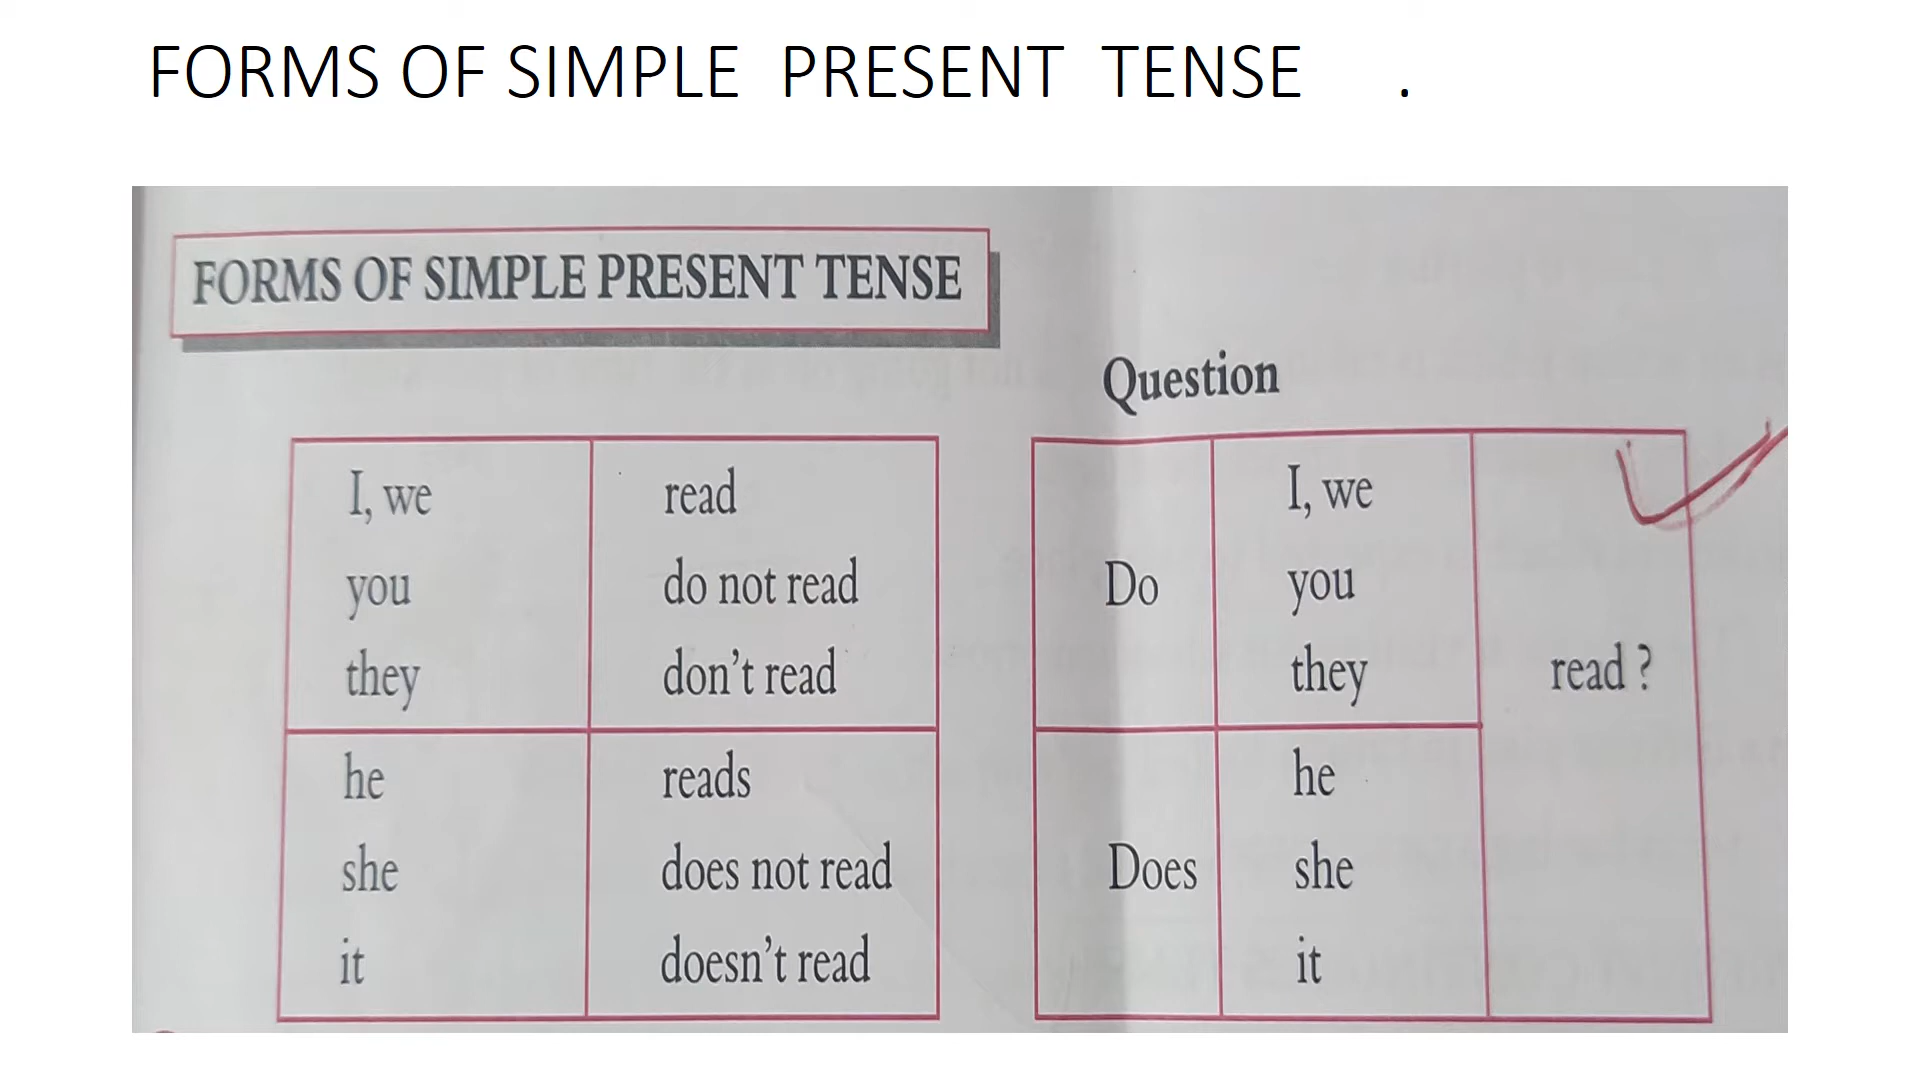 FORMS OF SIMPLE PRESENT TENSE .
FORMS OF SIMPLE PRESENT TENSE
Question
I, we read
you do not read
they don't read
he reads
she does not read
it doesn't read
I, we
Do you
they
read ?
he
Does she
it